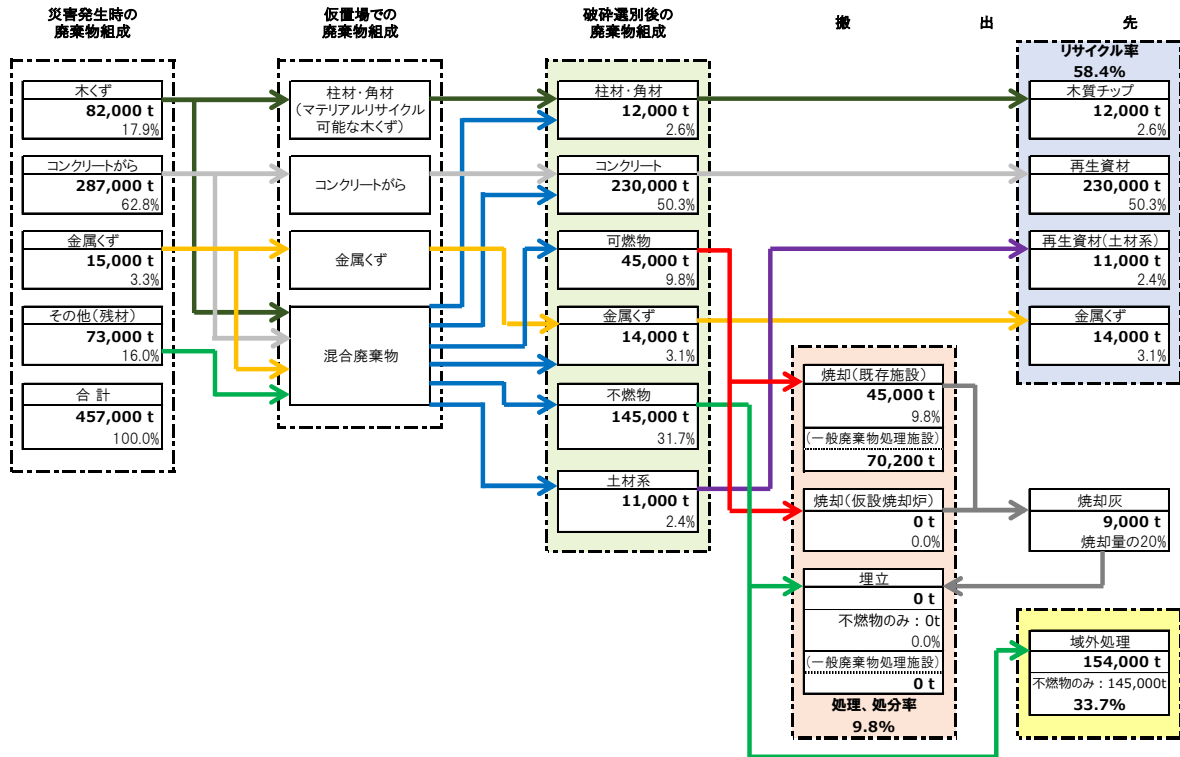 災害発生時の
廃棄物組成
木くず
82,000 t
17.9%
コンクリートがら
287,000 t
62.8%
金属くず
15,000 t
3.3%
その他(残材)
73,000 t
16.0%
合 計
457,000 t
100.0%
仮置場での
廃棄物組成
柱材・角材
(マテリアルリサイクル
可能な木くず)
コンクリートがら
金属くず
混合廃棄物
破砕選別後の
廃棄物組成
柱材・角材
12,000 t
2.6%
コンクリート
230,000 t
50.3%
可燃物
45,000 t
9.8%
金属くず
14,000 t
3.1%
不燃物
145,000 t
31.7%
土材系
11,000 t
2.4%
搬 出 先
焼却(既存施設)
45,000 t
9.8%
(一般廃棄物処理施設)
70,200 t
焼却(仮設焼却炉)
0 t
0.0%
埋立
0 t
不燃物のみ:0t
0.0%
(一般廃棄物処理施設)
0 t
処理、処分率
9.8%
リサイクル率
58.4%
木質チップ
12,000 t
2.6%
再生資材
230,000 t
50.3%
再生資材(土材系)
11,000 t
2.4%
金属くず
14,000 t
3.1%
焼却灰
9,000 t
焼却量の20%
域外処理
154,000 t
不燃物のみ:145,000t
33.7%